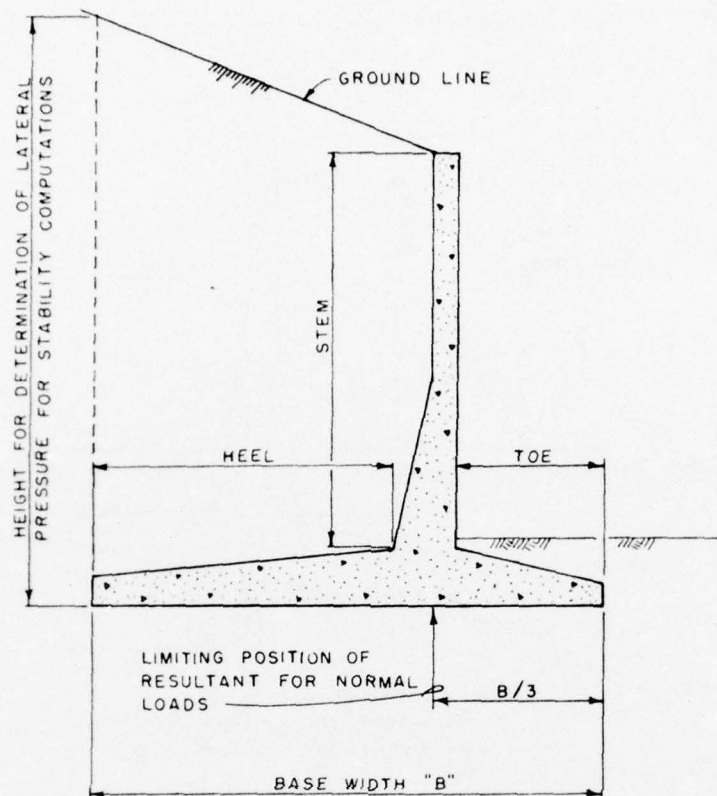 GROUND LINE
HEIGHT FOR DETERMINATION OF LATERAL
PRESSURE FOR STABILITY COMPUTATIONS
STEM
HEEL
TOE
LIMITING POSITION OF
RESULTANT FOR NORMAL
LOADS
B/3
BASE WIDTH "B"